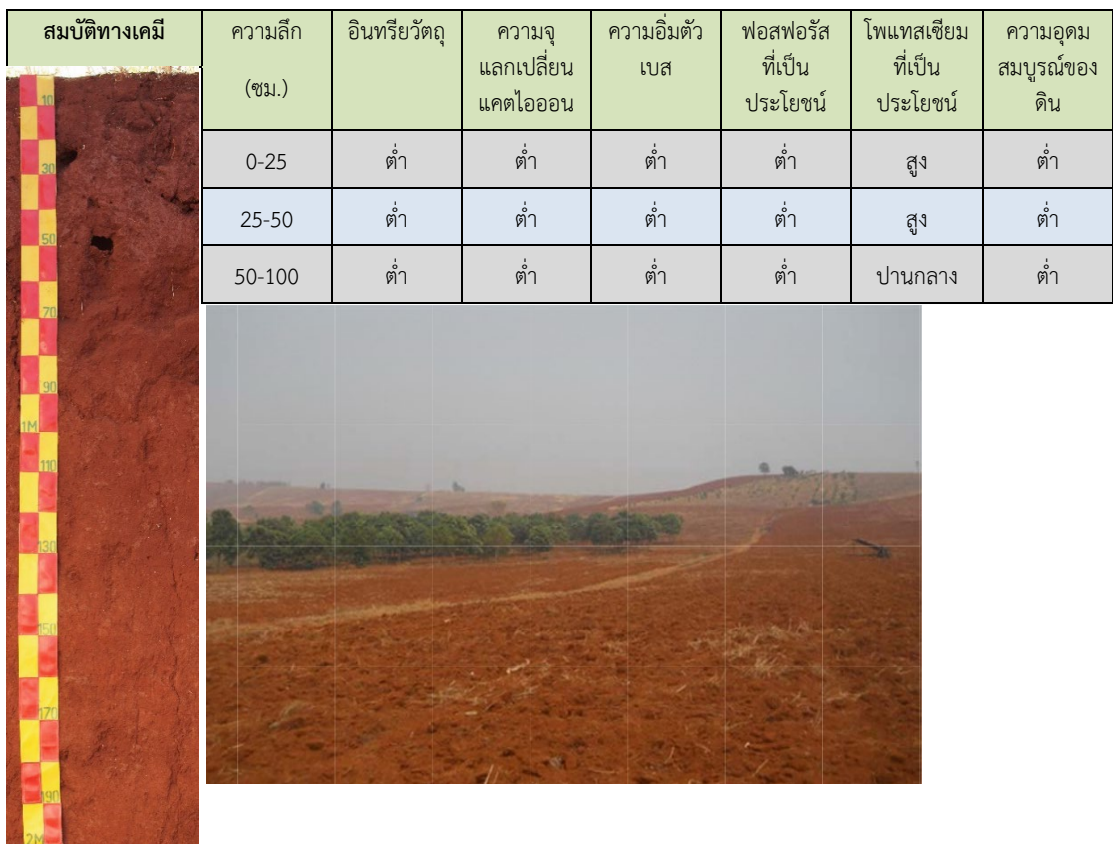 สมบัติทางเคมี
ความลึก
(ซม.)
อินทรียวัตถุ
ความจุ
แลกเปลี่ยน
แคตไอออน
ความอิ่มตัว
เบส
ฟอสฟอรัส
ที่เป็น
ประโยชน์
โพแทสเซียม
ที่เป็น
ประโยชน์
ความอุดม
สมบูรณ์ของ
ดิน
0-25 ต่ำ ต่ำ ต่ำ ต่ำ สูง ต่ำ
25-50 ต่ำ ต่ำ ต่ำ ต่ำ สูง ต่ำ
50-100 ต่ำ ต่ำ ต่ำ ต่ำ ปานกลาง ต่ำ
10
30
50
70
90
1M
110
130
150
170
190
2M